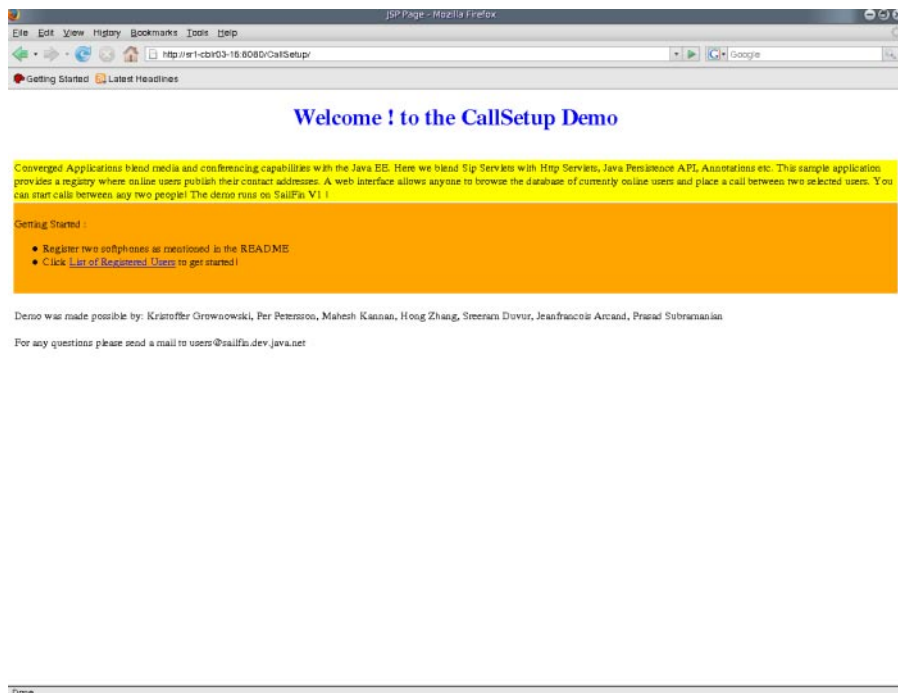 JSP Page - Mozilla Firefox
File Edit View History Bookmarks Tools Help
http://sr1-cblr03-16:8080/CallSetup/
Google
Getting Started Latest Headlines
Welcome ! to the CallSetup Demo
Converged Applications blend media and conferencing capabilities with the Java EE. Here we blend Sip Servlets with Http Servlets, Java Persistence API, Annotations etc. This sample application
provides a registry where online users publish their contact addresses. A web interface allows anyone to browse the database of currently online users and place a call between two selected users. You
can start calls between any two people! The demo runs on SailFin V1 !
Getting Started :
• Register two softphones as mentioned in the README
• Click List of Registered Users to get started!
Demo was made possible by: Kristoffer Grownowski, Per Petersson, Mahesh Kannan, Hong Zhang, Sreeram Duvur, Jeanfrancois Arcand, Prasad Subramanian
For any questions please send a mail to users@sailfin.dev.java.net
Done